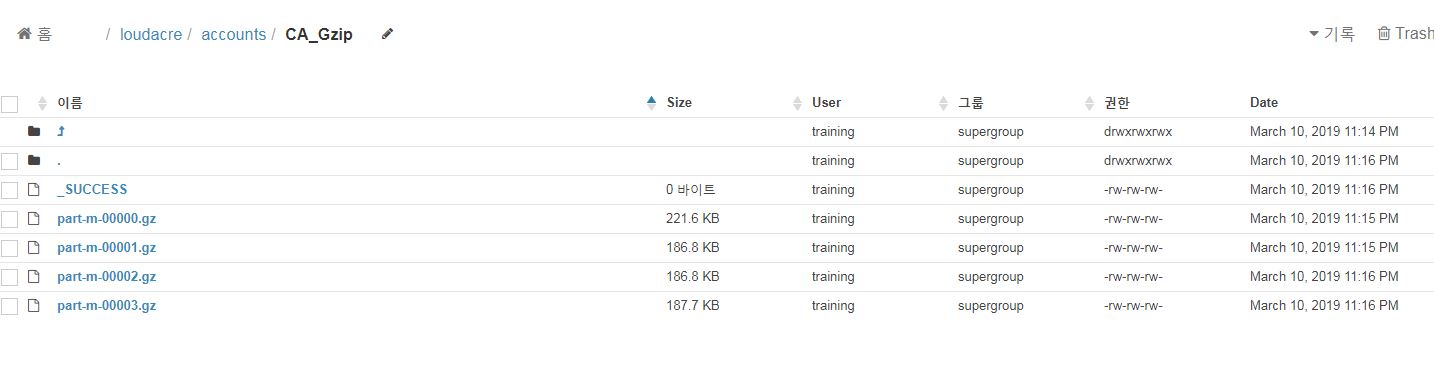 홈 / loudacre / accounts / CA_Gzip
기록 Trash
이름 Size User 그룹 권한 Date
training supergroup drwxrwxrwx March 10, 2019 11:14 PM
. training supergroup drwxrwxrwx March 10, 2019 11:16 PM
_SUCCESS 0 바이트 training supergroup -rw-rw-rw- March 10, 2019 11:16 PM
part-m-00000.gz 221.6 KB training supergroup -rw-rw-rw- March 10, 2019 11:15 PM
part-m-00001.gz 186.8 KB training supergroup -rw-rw-rw- March 10, 2019 11:15 PM
part-m-00002.gz 186.8 KB training supergroup -rw-rw-rw- March 10, 2019 11:16 PM
part-m-00003.gz 187.7 KB training supergroup -rw-rw-rw- March 10, 2019 11:16 PM